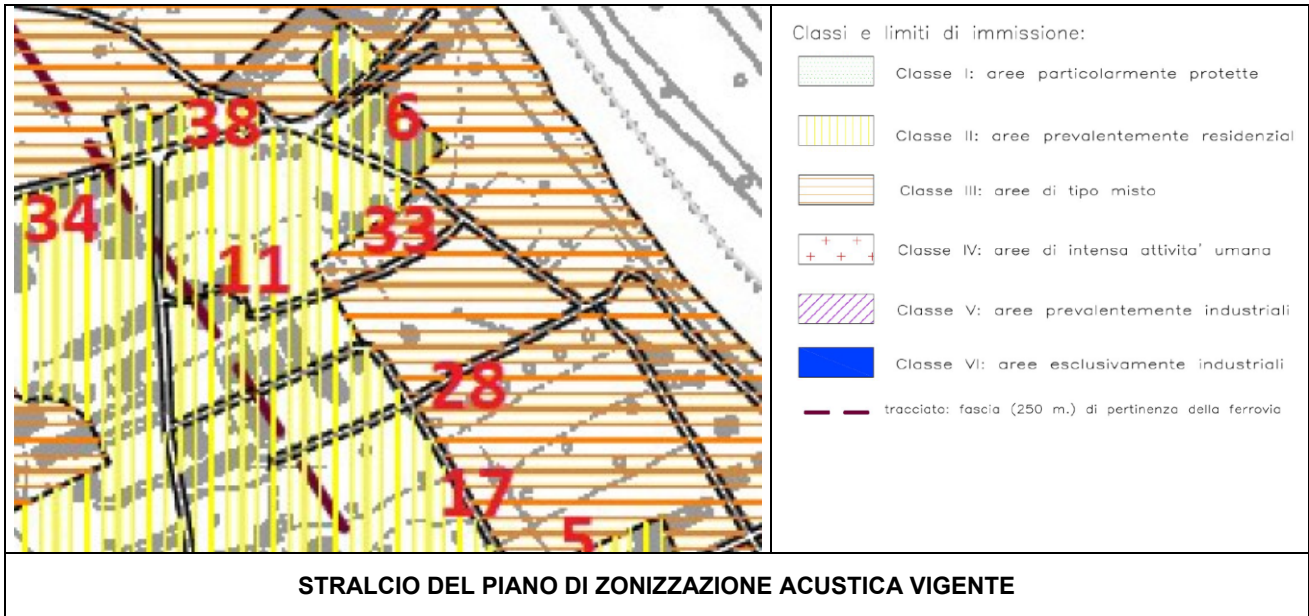 38
6
34
33
11
28
17
5
Classi e limiti di immissione:
Classe I: aree particolarmente protette
Classe II: aree prevalentemente residenzial
Classe III: aree di tipo misto
Classe IV: aree di intensa attivita' umana
Classe V: aree prevalentemente industriali
Classe VI: aree esclusivamente industriali
tracciato: fascia (250 m.) di pertinenza della ferrovia
STRALCIO DEL PIANO DI ZONIZZAZIONE ACUSTICA VIGENTE